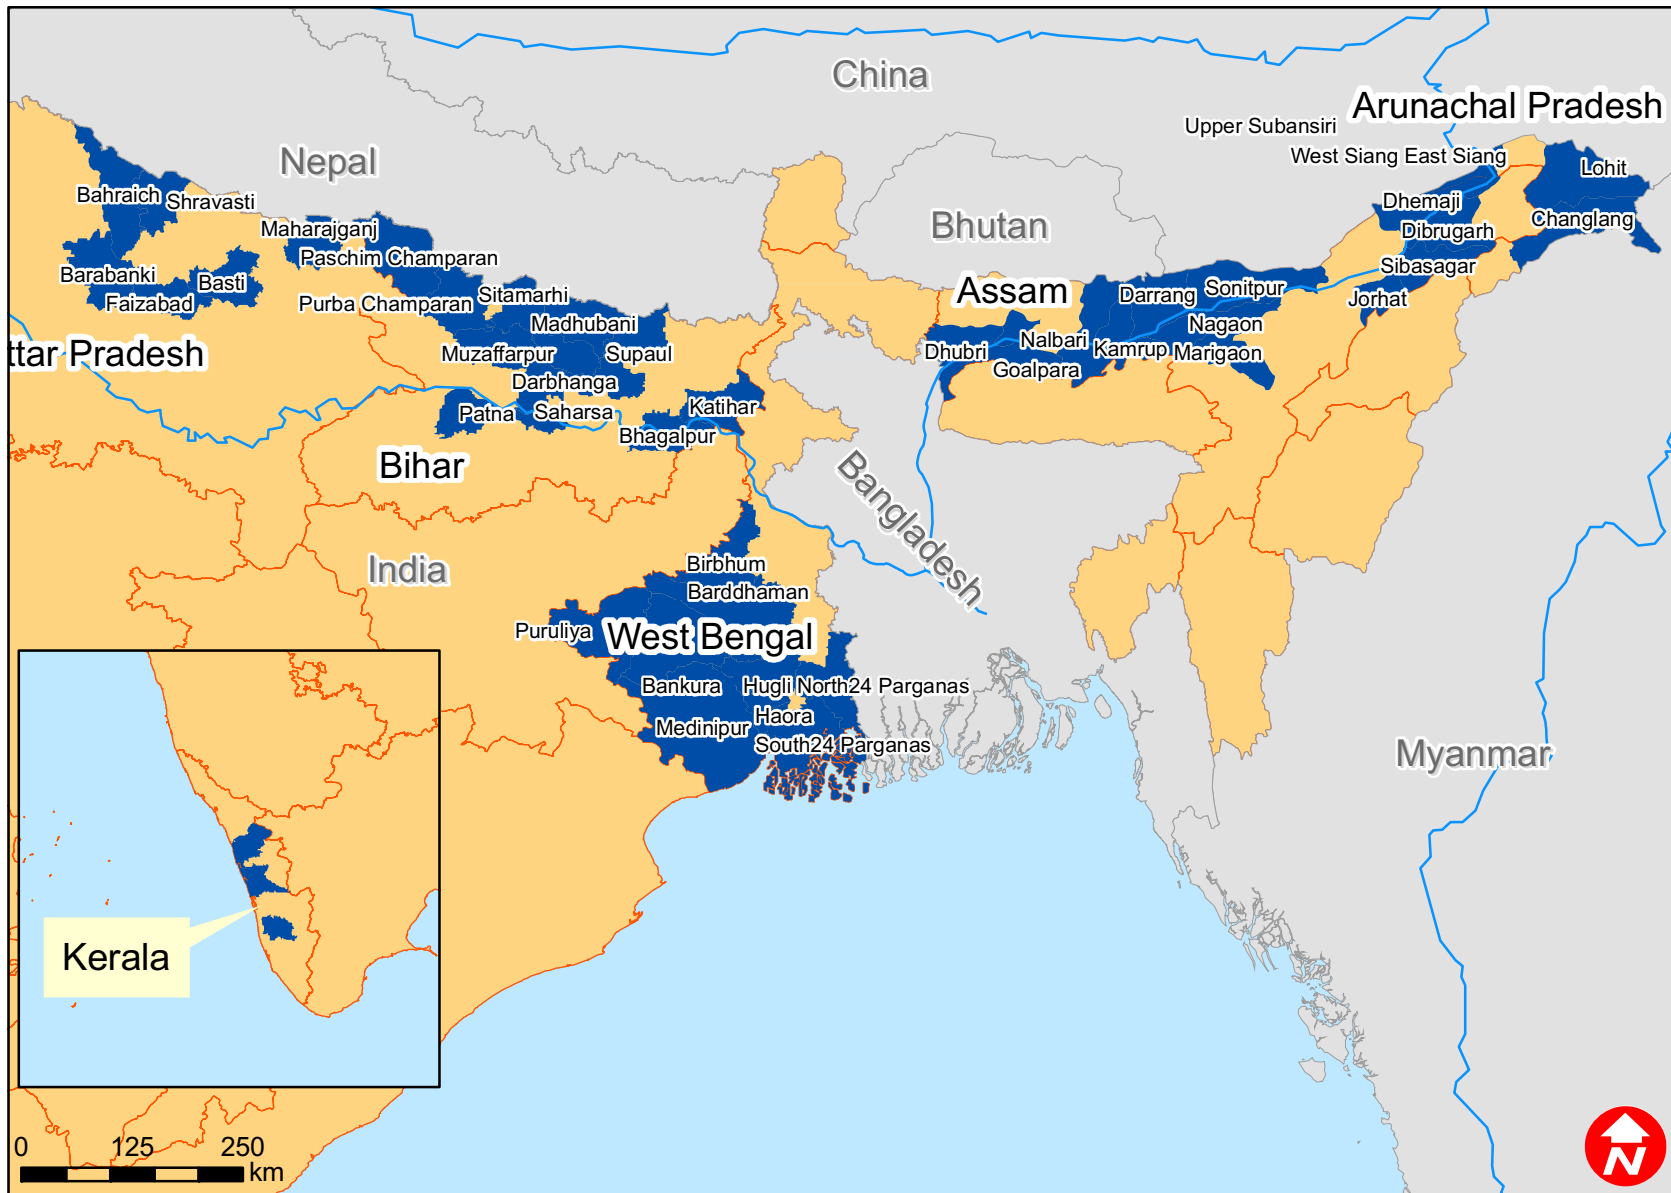 China
Arunachal Pradesh
Upper Subansiri
West Siang East Siang
Lohit
Nepal
Bahraich
Shravasti
Dhemaji
Changlang
Bhutan
Maharajganj
Dibrugarh
Paschim Champaran
Barabanki
Basti
Sibasagar
Faizabad
Purba Champaran
Sitamarhi
Assam
Darrang
Sonitpur
Jorhat
Madhubani
Nagaon
ttar Pradesh
Muzaffarpur
Supaul
Dhubri
Nalbari
Kamrup
Marigaon
Goalpara
Darbhanga
Patna
Saharsa
Katihar
Bhagalpur
Bihar
Bangladesh
India
Birbhum
Barddhaman
Puruliya
West Bengal
Bankura
Hugli
North24 Parganas
Medinipur
Haora
South24 Parganas
Myanmar
Kerala
0 125 250
km
N